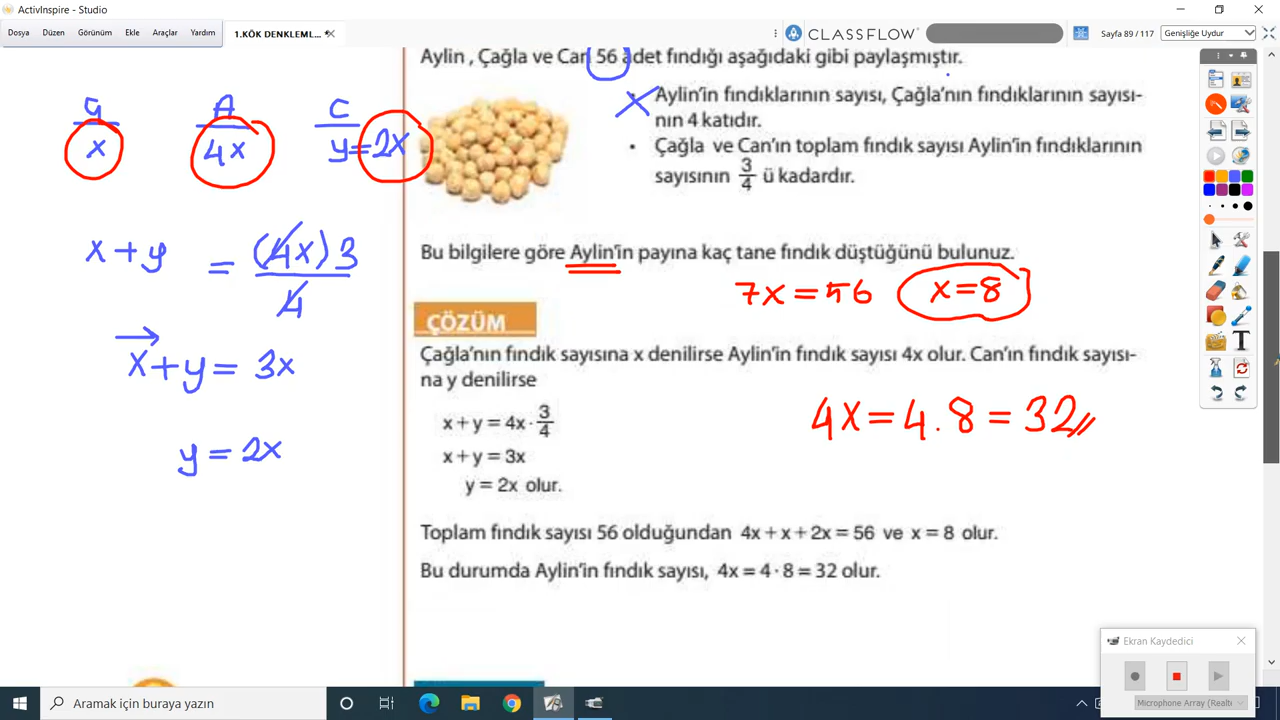 ActivInspire - Studio
Dosya Düzen Görünüm Ekle Araçlar Yardım
1.KÖK DENKLEML...
CLASSFLOW
Sayfa 89 / 117
Genişliğe Uydur
Aylin , Çağla ve Can 56 adet fındığı aşağıdaki gibi paylaşmıştır.
• Aylin'in fındıklarının sayısı, Çağla'nın fındıklarının sayısı-
nın 4 katıdır.
• Çağla ve Can'ın toplam fındık sayısı Aylin'in fındıklarının
sayısının 3/4 ü kadardır.
Ç A C
x 4x y=2x
x+y = (4x)3/4
x+y = 3x
y = 2x
Bu bilgilere göre Aylin'in payına kaç tane fındık düştüğünü bulunuz.
7x = 56 x=8
ÇÖZÜM
Çağla'nın fındık sayısına x denilirse Aylin'in fındık sayısı 4x olur. Can'ın fındık sayısı-
na y denilirse
x + y = 4x · 3/4
x + y = 3x
y = 2x olur.
4x = 4.8 = 32
Toplam fındık sayısı 56 olduğundan 4x + x + 2x = 56 ve x = 8 olur.
Bu durumda Aylin'in fındık sayısı, 4x = 4 · 8 = 32 olur.
Ekran Kaydedici
Microphone Array (Realt
Aramak için buraya yazın